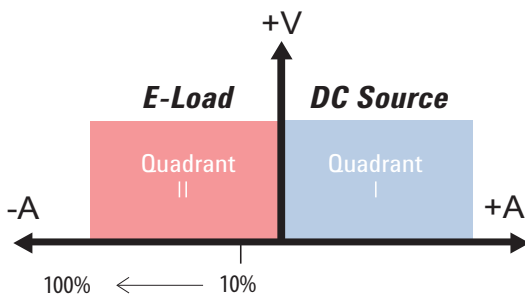 +V
E-Load
DC Source
Quadrant
II
Quadrant
I
-A
+A
100%
10%